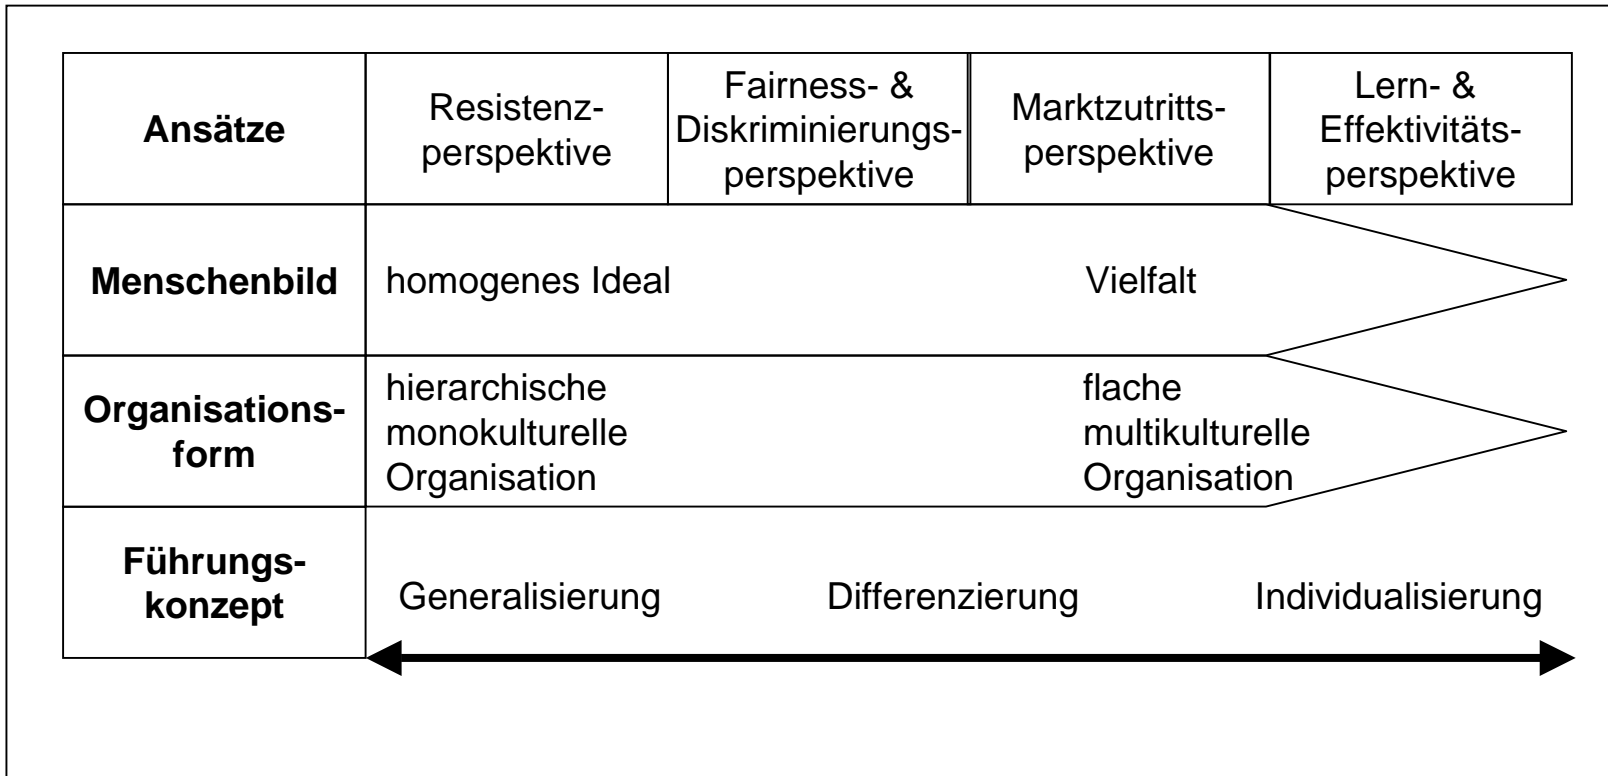 Ansätze
Resistenz-
perspektive
Fairness- &
Diskriminierungs-
perspektive
Marktzutritts-
perspektive
Lern- &
Effektivitäts-
perspektive
Menschenbild
homogenes Ideal
Vielfalt
Organisations-
form
hierarchische
monokulturelle
Organisation
flache
multikulturelle
Organisation
Führungs-
konzept
Generalisierung
Differenzierung
Individualisierung